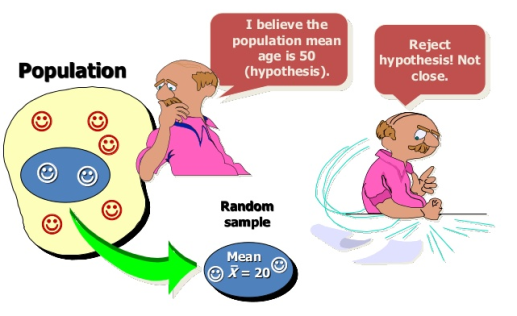 Population
I believe the
population mean
age is 50
(hypothesis).
Reject
hypothesis! Not
close.
Random
sample
Mean
X̄ = 20